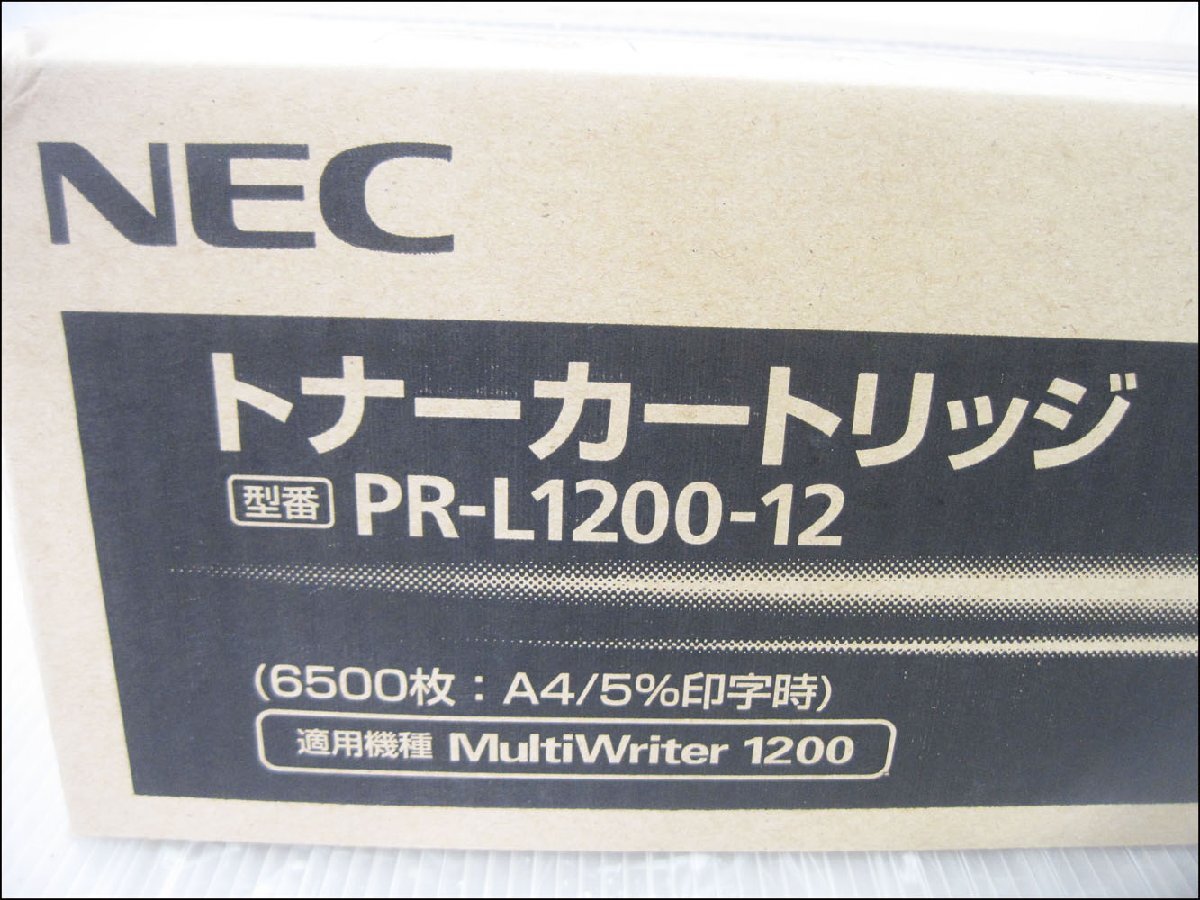 NEC
トナーカートリッジ
型番 PR-L1200-12
(6500枚：A4/5%印字時)
適用機種 MultiWriter 1200